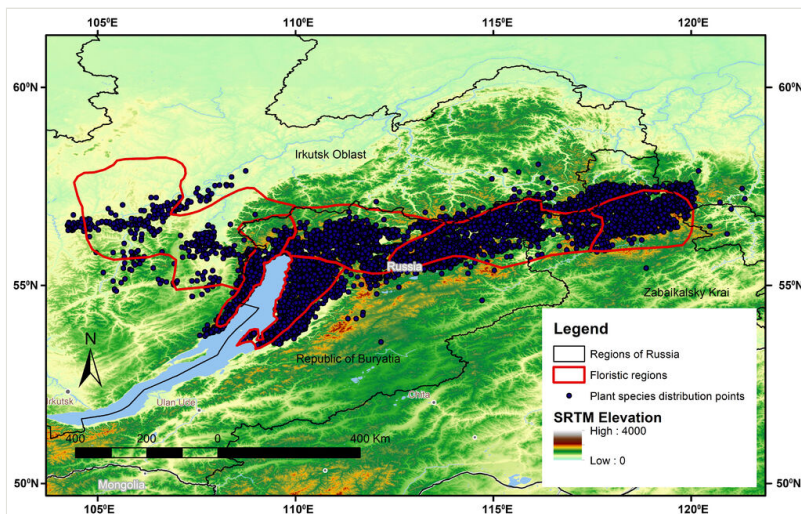 105°E 110°E 115°E 120°E
60°N 60°N
Irkutsk Oblast
55°N 55°N
Russia
Zabaikalsky Krai
N
Republic of Buryatia
Irkutsk
Ulan Ude
Chita
400 200 0 400 Km
Mongolia
50°N 50°N
105°E 110°E 115°E 120°E
Legend
Regions of Russia
Floristic regions
Plant species distribution points
SRTM Elevation
High : 4000
Low : 0